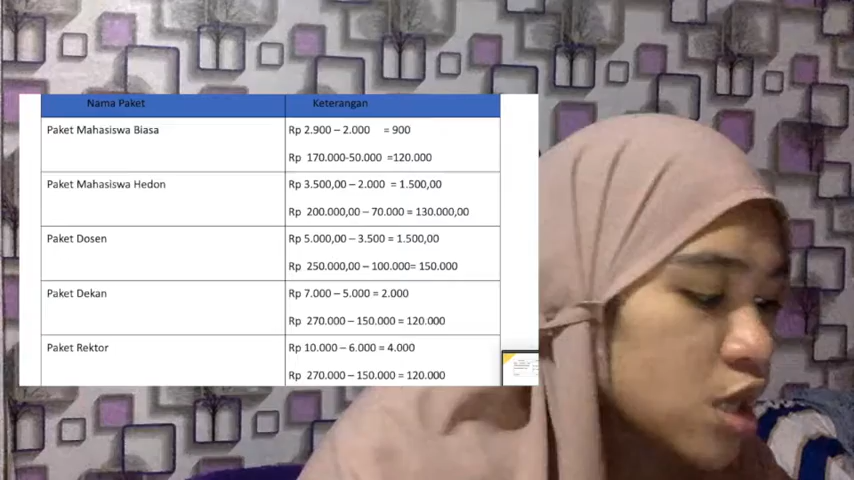 Nama Paket Keterangan
Paket Mahasiswa Biasa Rp 2.900 – 2.000 = 900
Rp 170.000-50.000 =120.000
Paket Mahasiswa Hedon Rp 3.500,00 – 2.000 = 1.500,00
Rp 200.000,00 – 70.000 = 130.000,00
Paket Dosen Rp 5.000,00 – 3.500 = 1.500,00
Rp 250.000,00 – 100.000= 150.000
Paket Dekan Rp 7.000 – 5.000 = 2.000
Rp 270.000 – 150.000 = 120.000
Paket Rektor Rp 10.000 – 6.000 = 4.000
Rp 270.000 – 150.000 = 120.000